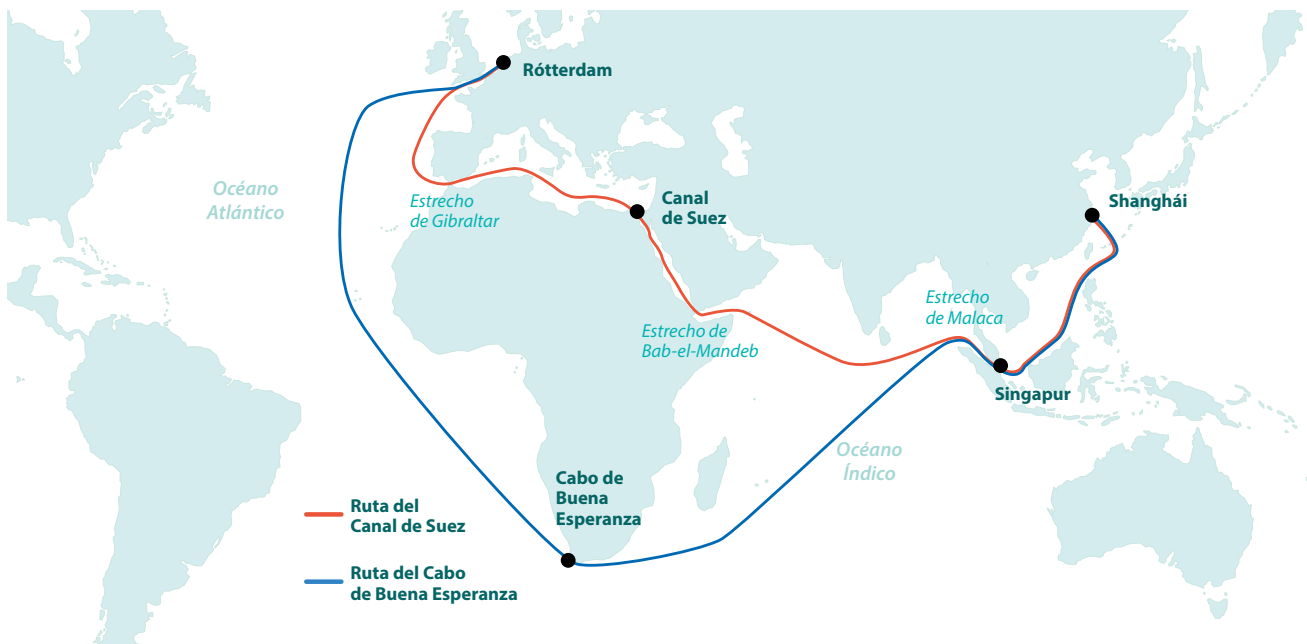 Rótterdam
Océano
Atlántico
Estrecho
de Gibraltar
Canal
de Suez
Shanghái
Estrecho
de Malaca
Estrecho de
Bab-el-Mandeb
Singapur
Océano
Índico
Cabo de
Buena
Esperanza
Ruta del
Canal de Suez
Ruta del Cabo
de Buena Esperanza